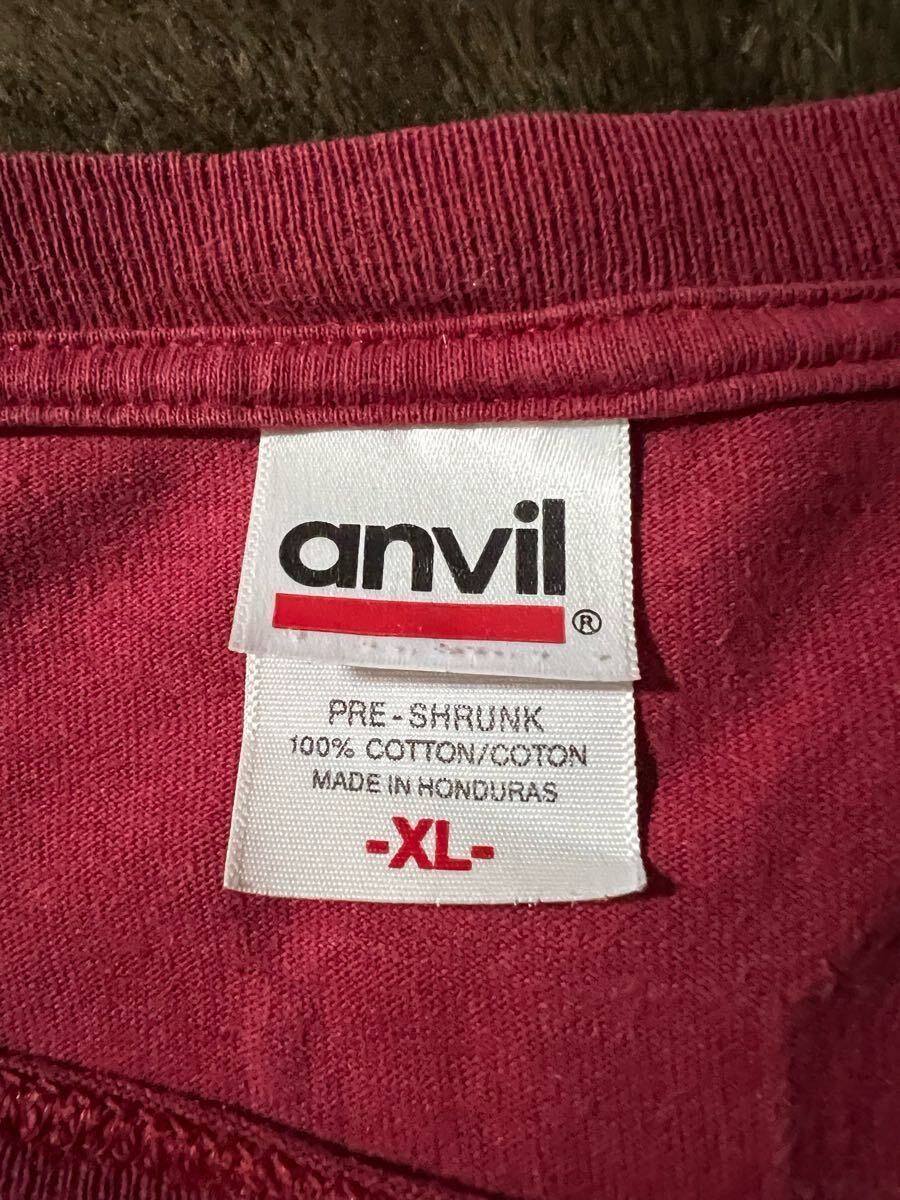 anvil
®
PRE-SHRUNK
100% COTTON/COTON
MADE IN HONDURAS
-XL-